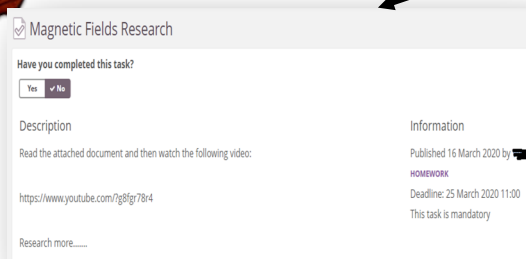 Magnetic Fields Research
Have you completed this task?
Yes ✔ No
Description
Read the attached document and then watch the following video:
https://www.youtube.com/?g8fgr78r4
Research more.......
Information
Published 16 March 2020 by
HOMEWORK
Deadline: 25 March 2020 11:00
This task is mandatory